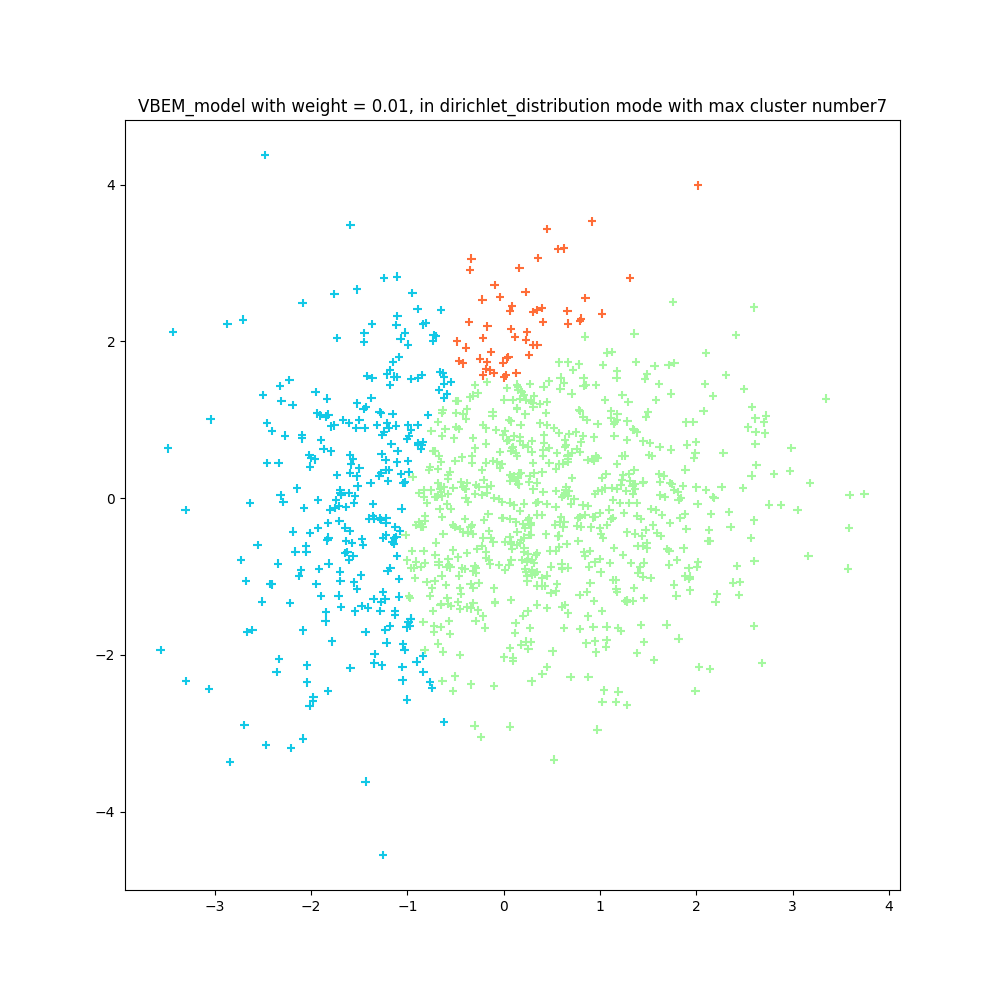 VBEM_model with weight = 0.01, in dirichlet_distribution mode with max cluster number7
4
2
0
−2
−4
−3 −2 −1 0 1 2 3 4